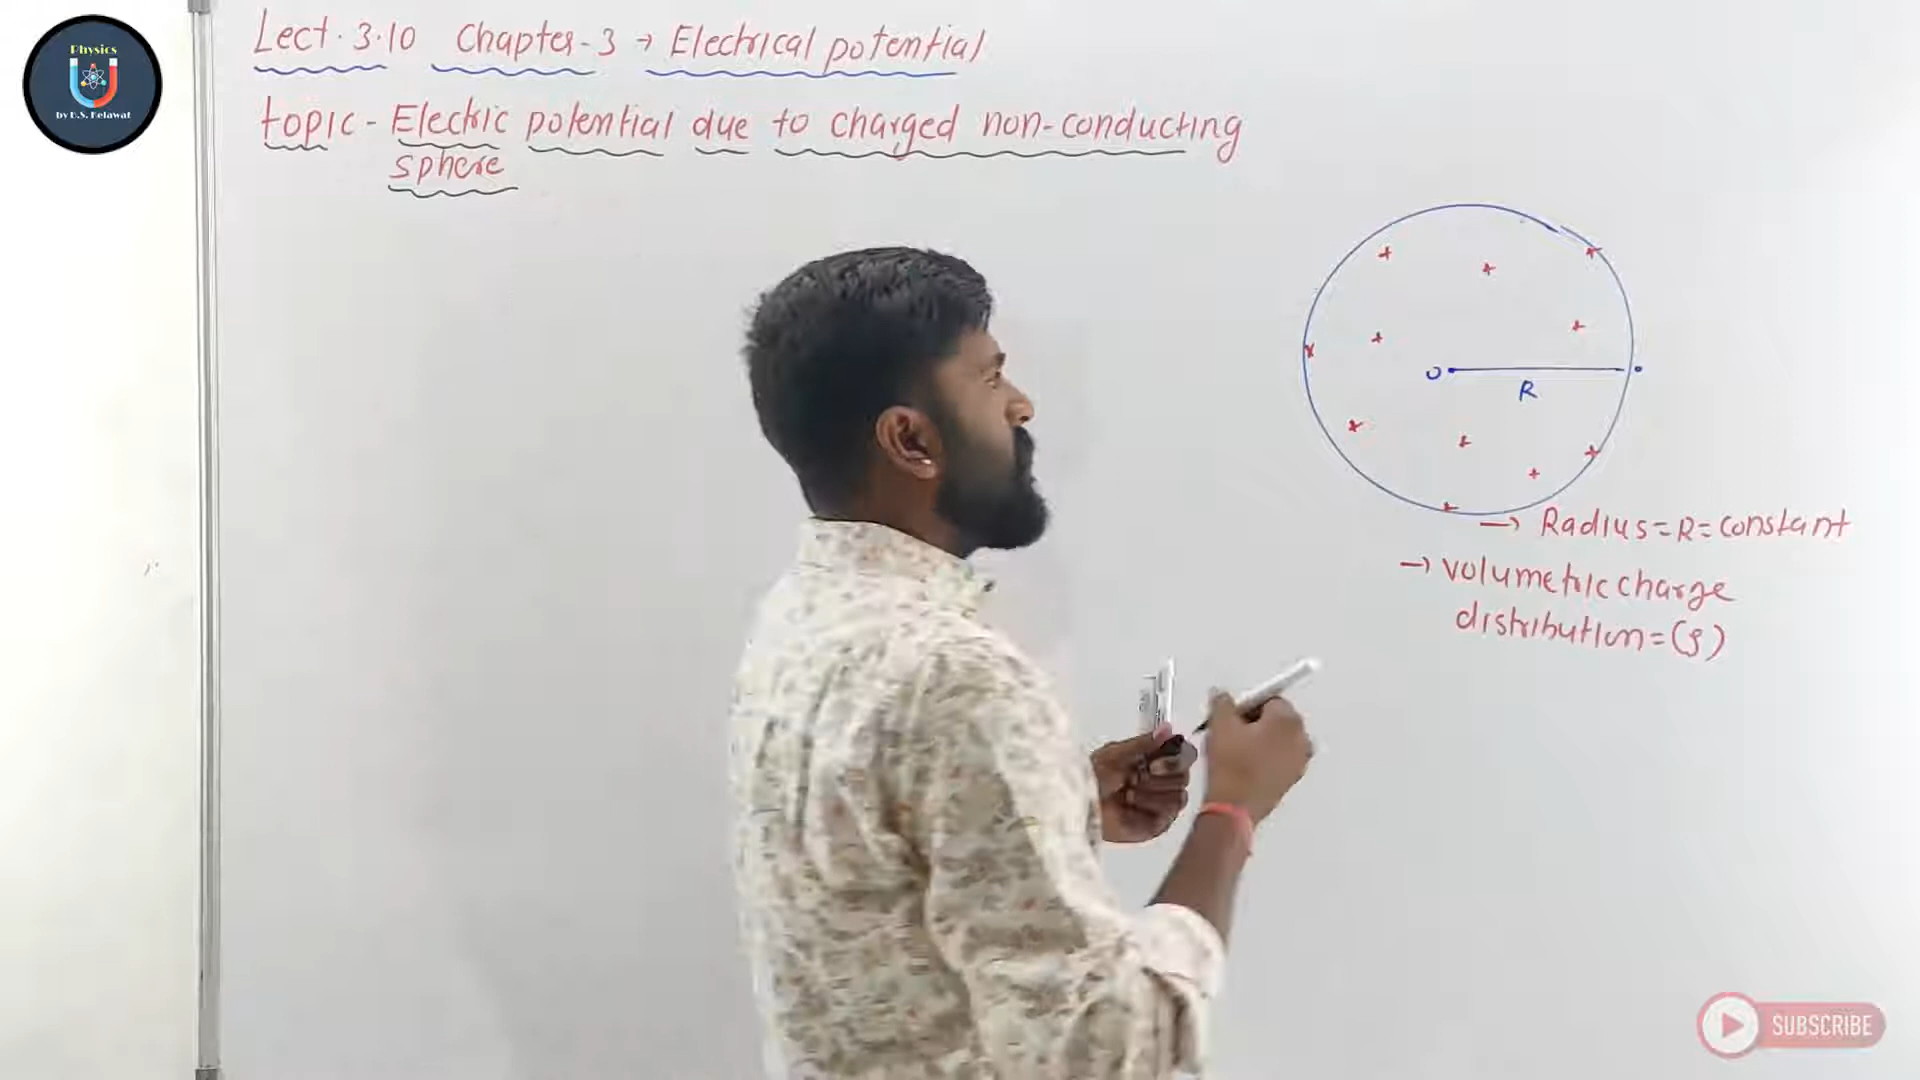 Physics
by B.S. Kelawat
Lect. 3.10 Chapter-3 → Electrical potential
topic - Electric potential due to charged non-conducting
sphere
O
R
→ Radius = R = constant
→ volumetric charge
distribution = (ρ)
SUBSCRIBE